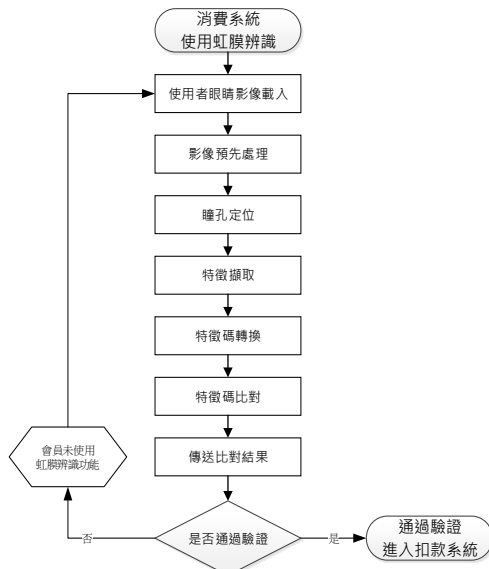 消費系統
使用虹膜辨識
使用者眼睛影像載入
影像預先處理
瞳孔定位
特徵擷取
特徵碼轉換
特徵碼比對
傳送比對結果
會員未使用
虹膜辨識功能
是否通過驗證
否
是
通過驗證
進入扣款系統